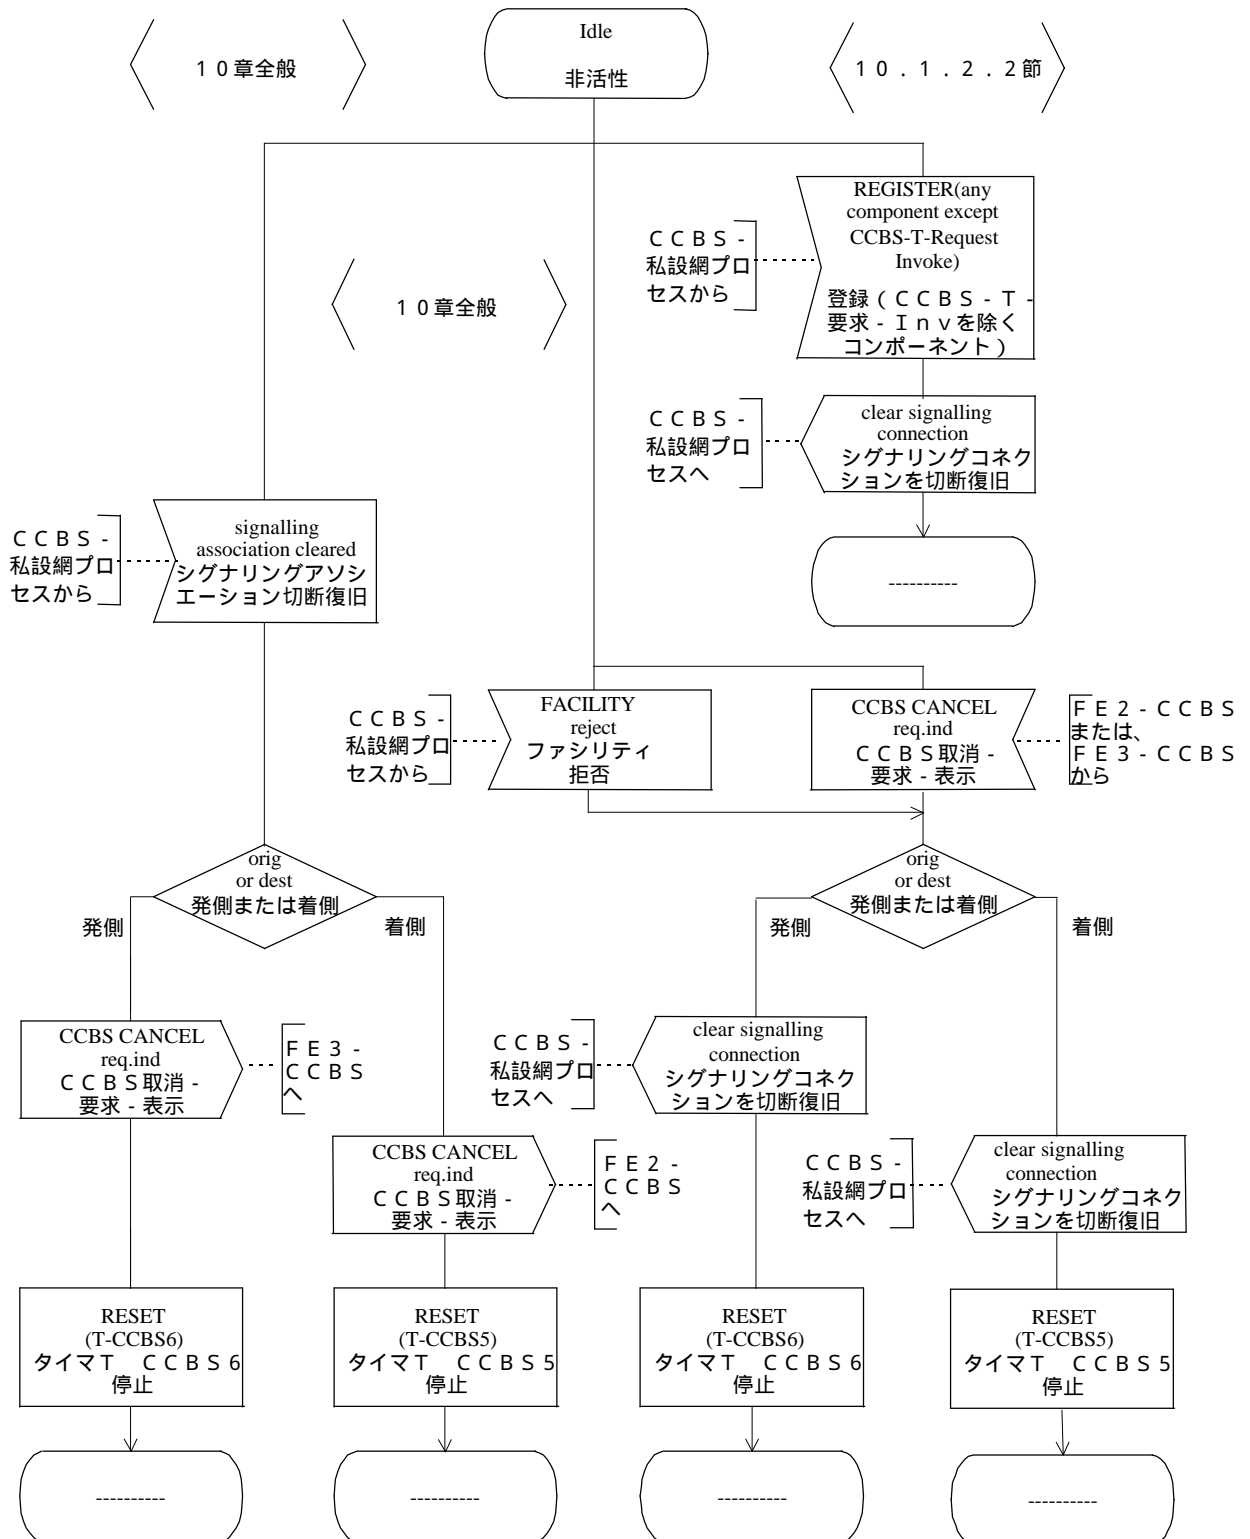 Idle
非活性
１０章全般
１０．１．２．２節
REGISTER(any
component except
CCBS-T-Request
Invoke)
登録（ＣＣＢＳ-Ｔ-
要求-Ｉｎｖを除く
コンポーネント）
ＣＣＢＳ-
私設網プロ
セスから
１０章全般
clear signalling
connection
シグナリングコネク
ションを切断復旧
ＣＣＢＳ-
私設網プロ
セスへ
----------
signalling
association cleared
シグナリングアソシ
エーション切断復旧
ＣＣＢＳ-
私設網プロ
セスから
FACILITY
reject
ファシリティ
拒否
ＣＣＢＳ-
私設網プロ
セスから
CCBS CANCEL
req.ind
ＣＣＢＳ取消-
要求-表示
ＦＥ２-ＣＣＢＳ
または、
ＦＥ３-ＣＣＢＳ
から
orig
or dest
発側または着側
発側
着側
orig
or dest
発側または着側
発側
着側
CCBS CANCEL
req.ind
ＣＣＢＳ取消-
要求-表示
ＦＥ３-
ＣＣＢＳ
へ
CCBS CANCEL
req.ind
ＣＣＢＳ取消-
要求-表示
ＦＥ２-
ＣＣＢＳ
へ
clear signalling
connection
シグナリングコネク
ションを切断復旧
ＣＣＢＳ-
私設網プロ
セスへ
clear signalling
connection
シグナリングコネク
ションを切断復旧
ＣＣＢＳ-
私設網プロ
セスへ
RESET
(T-CCBS6)
タイマＴ　ＣＣＢＳ６
停止
RESET
(T-CCBS5)
タイマＴ　ＣＣＢＳ５
停止
RESET
(T-CCBS6)
タイマＴ　ＣＣＢＳ６
停止
RESET
(T-CCBS5)
タイマＴ　ＣＣＢＳ５
停止
----------
----------
----------
----------